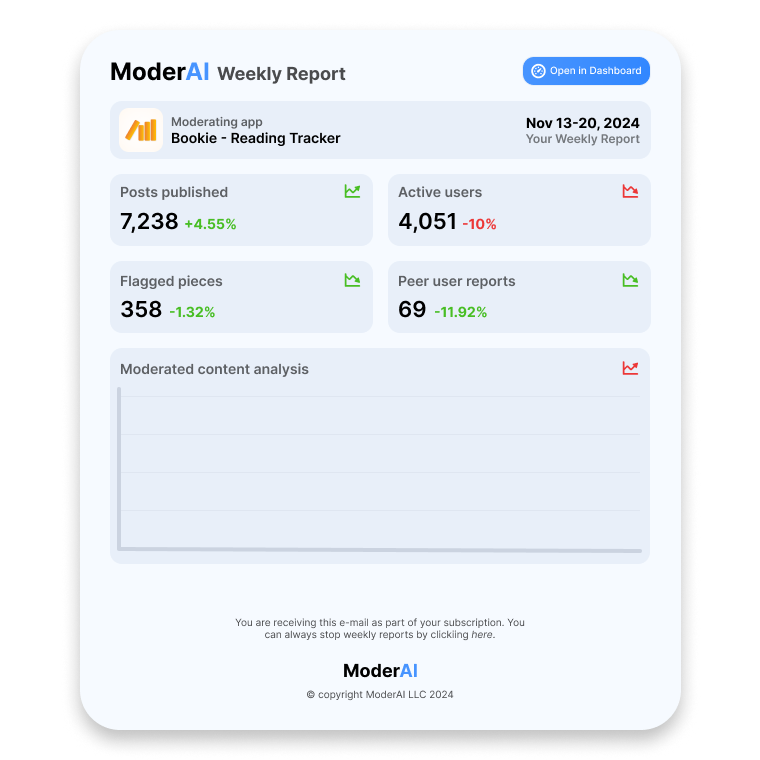 ModerAI Weekly Report
Open in Dashboard
Moderating app
Bookie - Reading Tracker
Nov 13-20, 2024
Your Weekly Report
Posts published
7,238 +4.55%
Active users
4,051 -10%
Flagged pieces
358 -1.32%
Peer user reports
69 -11.92%
Moderated content analysis
You are receiving this e-mail as part of your subscription. You
can always stop weekly reports by clickiing here.
ModerAI
© copyright ModerAI LLC 2024